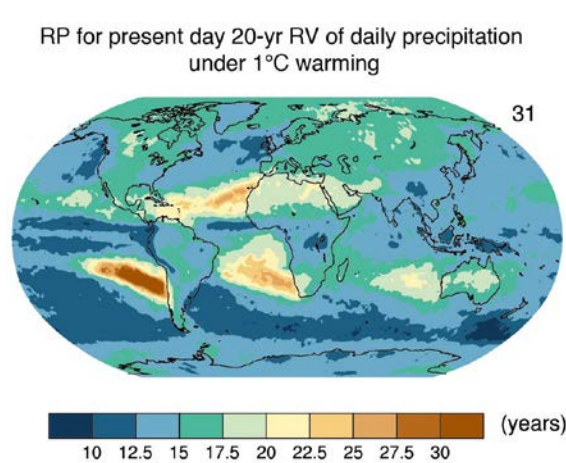 RP for present day 20-yr RV of daily precipitation
under 1°C warming
31
(years)
10 12.5 15 17.5 20 22.5 25 27.5 30